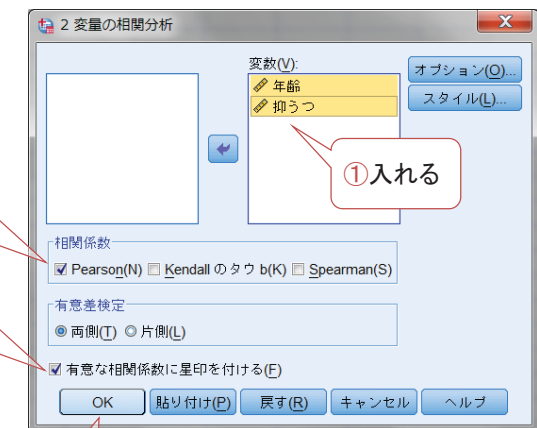 2 変量の相関分析
変数(V):
年齢
抑うつ
オプション(O)...
スタイル(L)...
①入れる
相関係数
Pearson(N) Kendall のタウ b(K) Spearman(S)
有意差検定
両側(T) 片側(L)
有意な相関係数に星印を付ける(F)
OK 貼り付け(P) 戻す(R) キャンセル ヘルプ